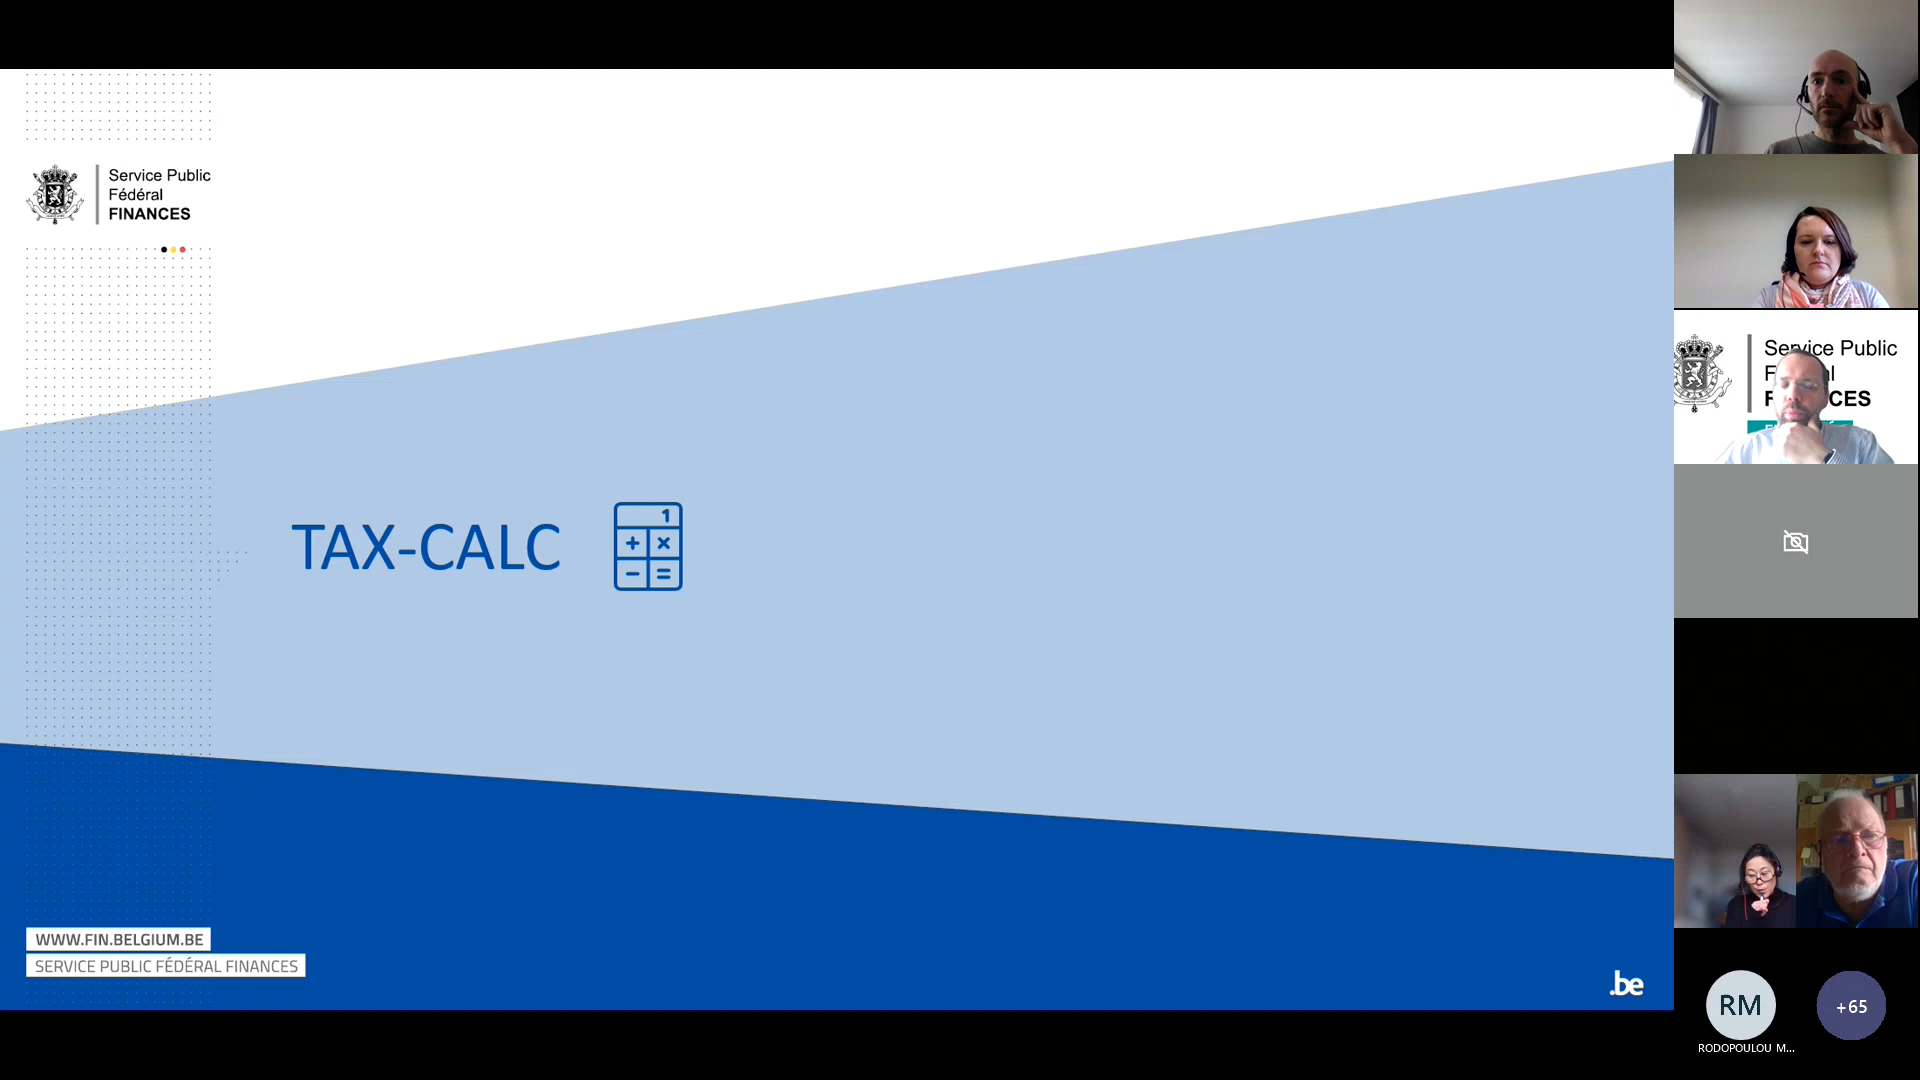 Service Public
Fédéral
FINANCES
TAX-CALC
1
+ ×
− =
WWW.FIN.BELGIUM.BE
SERVICE PUBLIC FÉDÉRAL FINANCES
.be
Service Public
FINANCES
RM
+65
RODOPOULOU M...